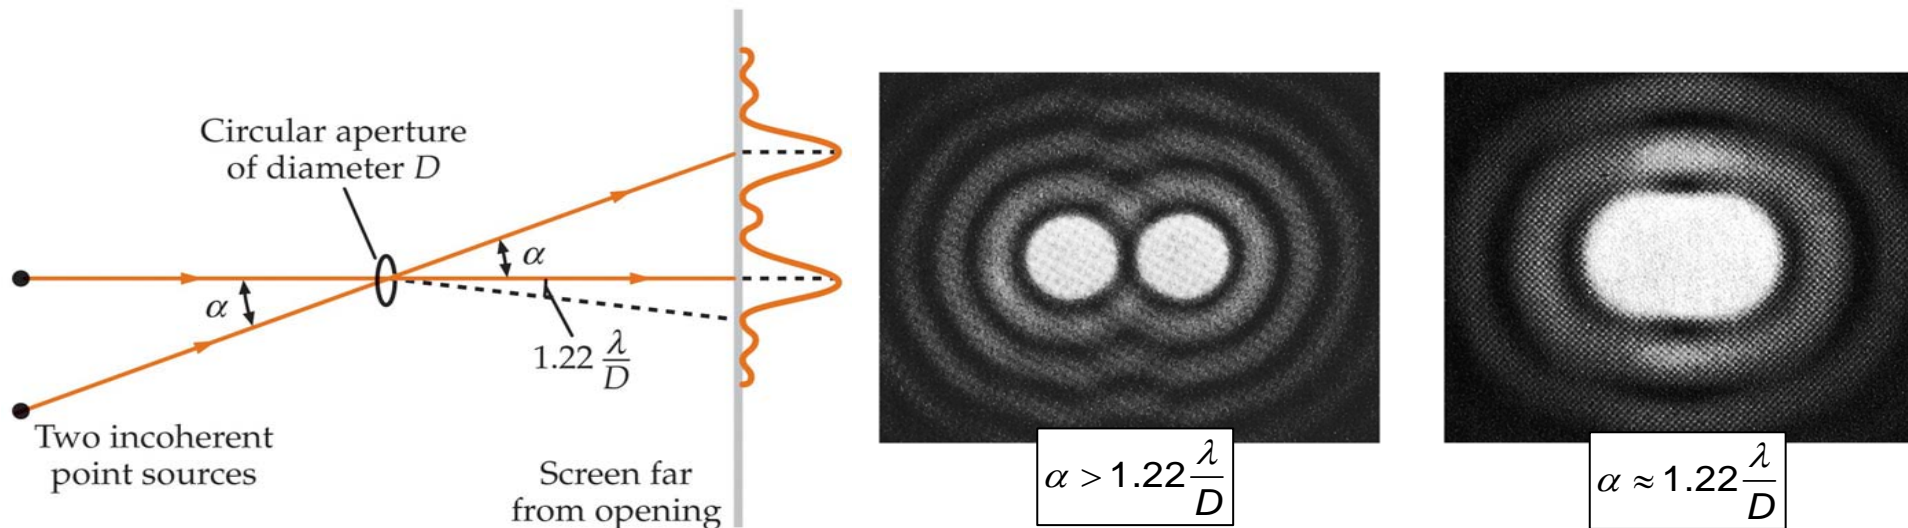 Circular aperture
of diameter D
α
α
1.22 λ/D
Two incoherent
point sources
Screen far
from opening
α > 1.22 λ/D
α ≈ 1.22 λ/D